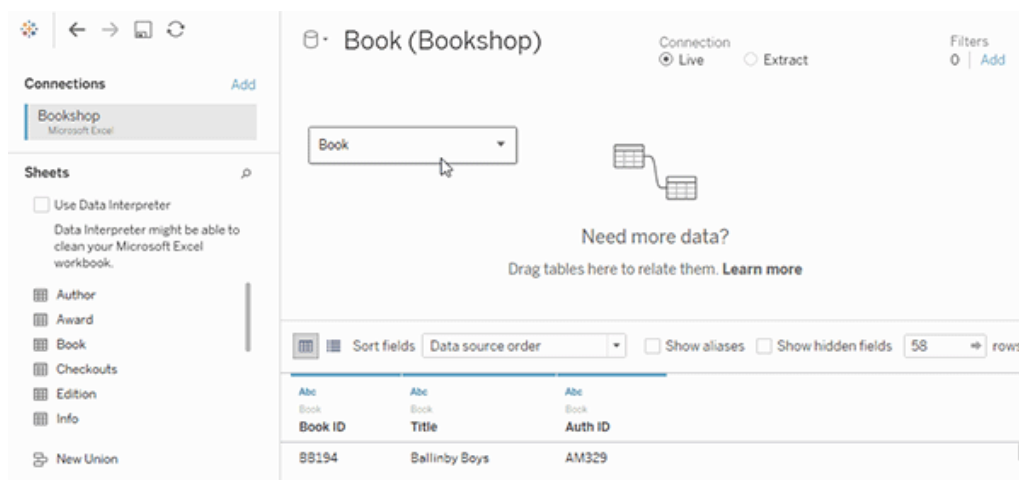 Book (Bookshop)
Connection
Live
Extract
Filters
0
Add
Connections
Add
Bookshop
Microsoft Excel
Sheets
Use Data Interpreter
Data Interpreter might be able to
clean your Microsoft Excel
workbook.
Author
Award
Book
Checkouts
Edition
Info
New Union
Book
Need more data?
Drag tables here to relate them. Learn more
Sort fields
Data source order
Show aliases
Show hidden fields
58
rows
Abc
Abc
Abc
Book
Book
Book
Book ID
Title
Auth ID
BB194
Ballinby Boys
AM329